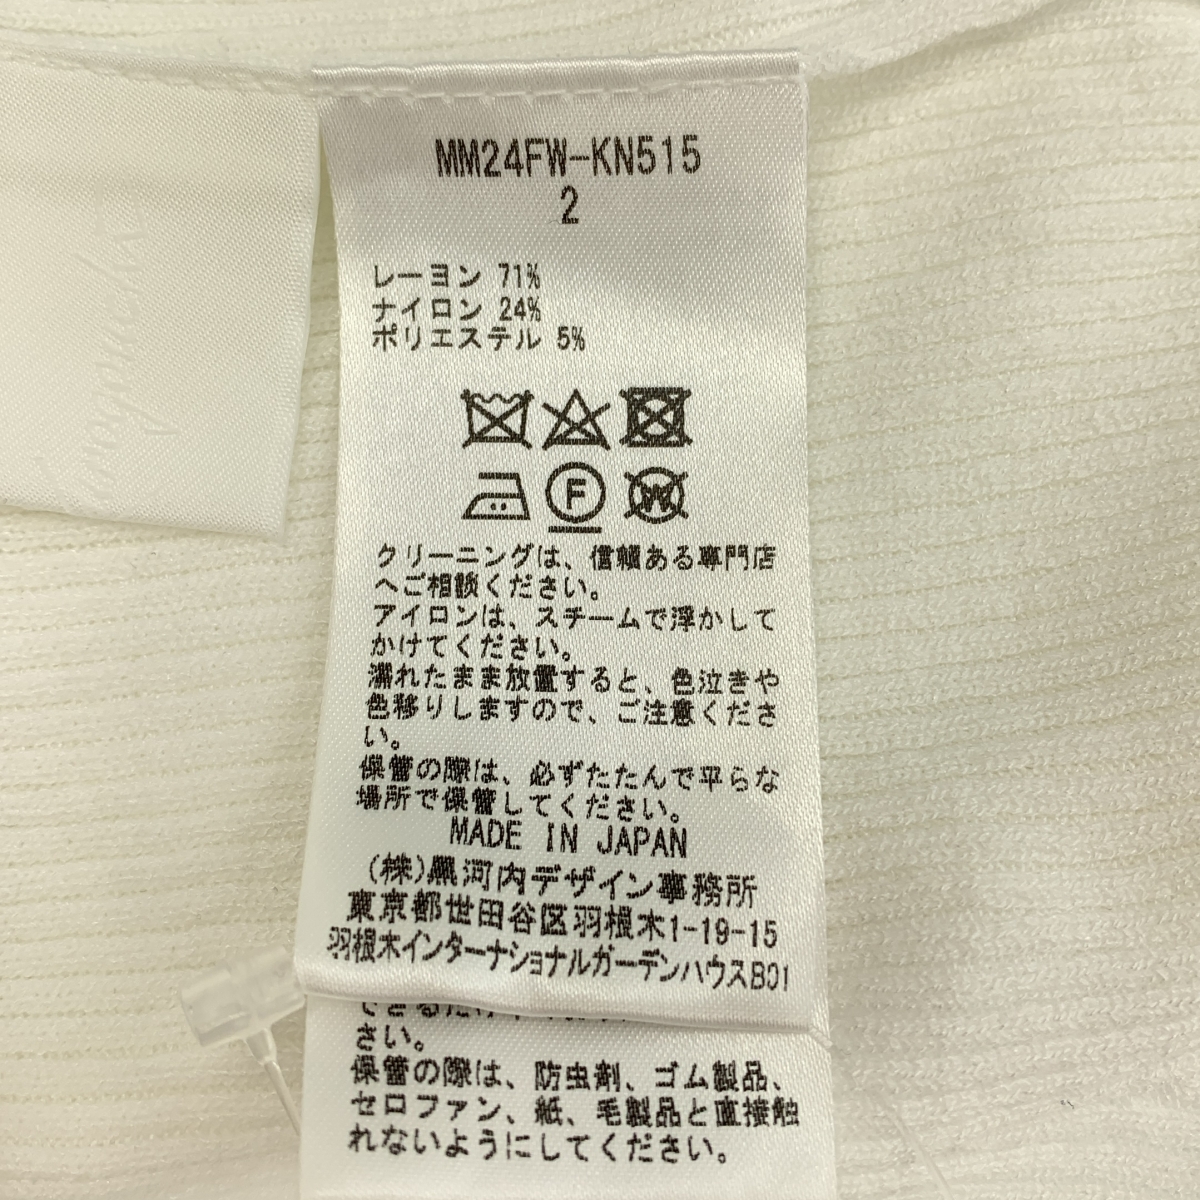 MM24FW-KN515
2
レーヨン 71%
ナイロン 24%
ポリエステル 5%
F
W
クリーニングは、信頼ある専門店
へご相談ください。
アイロンは、スチームで浮かして
かけてください。
濡れたまま放置すると、色泣きや
色移りしますので、ご注意くださ
い。
保管の際は、必ずたたんで平らな
場所で保管してください。
MADE IN JAPAN
(株)黒河内デザイン事務所
東京都世田谷区羽根木1-19-15
羽根木インターナショナルガーデンハウスB01
さい。
保管の際は、防虫剤、ゴム製品、
セロファン、紙、毛製品と直接触
れないようにしてください。